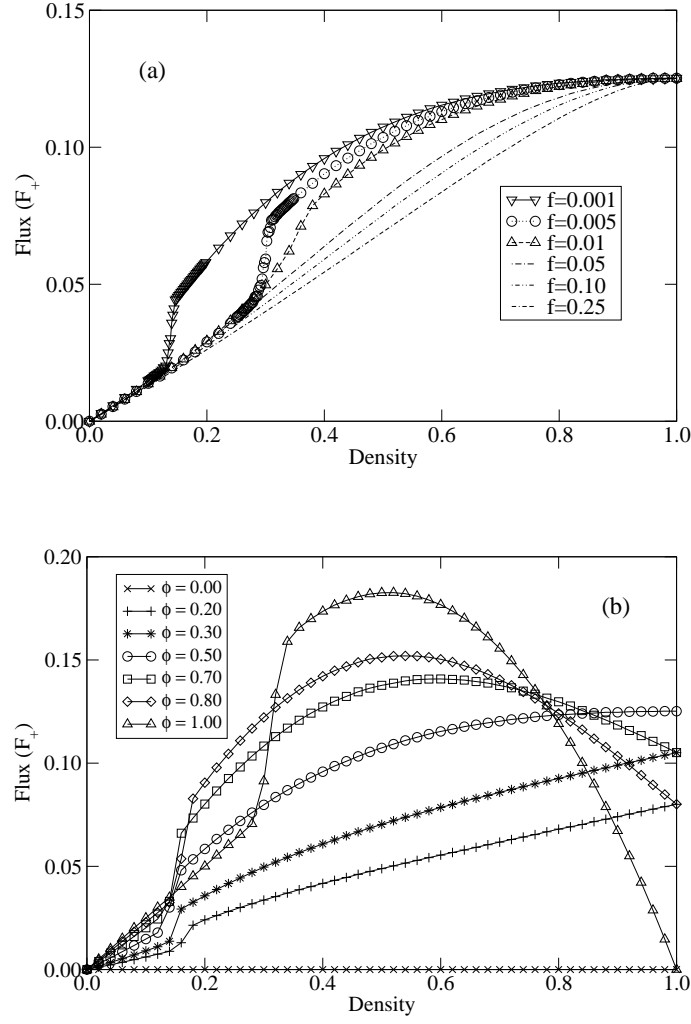 0.15
(a)
0.10
Flux (F+)
f=0.001
f=0.005
f=0.01
f=0.05
f=0.10
f=0.25
0.05
0.00
0.0 0.2 0.4 0.6 0.8 1.0
Density
0.20
ϕ = 0.00
ϕ = 0.20
ϕ = 0.30
ϕ = 0.50
ϕ = 0.70
ϕ = 0.80
ϕ = 1.00
(b)
0.15
Flux (F+)
0.10
0.05
0.00
0.0 0.2 0.4 0.6 0.8 1.0
Density